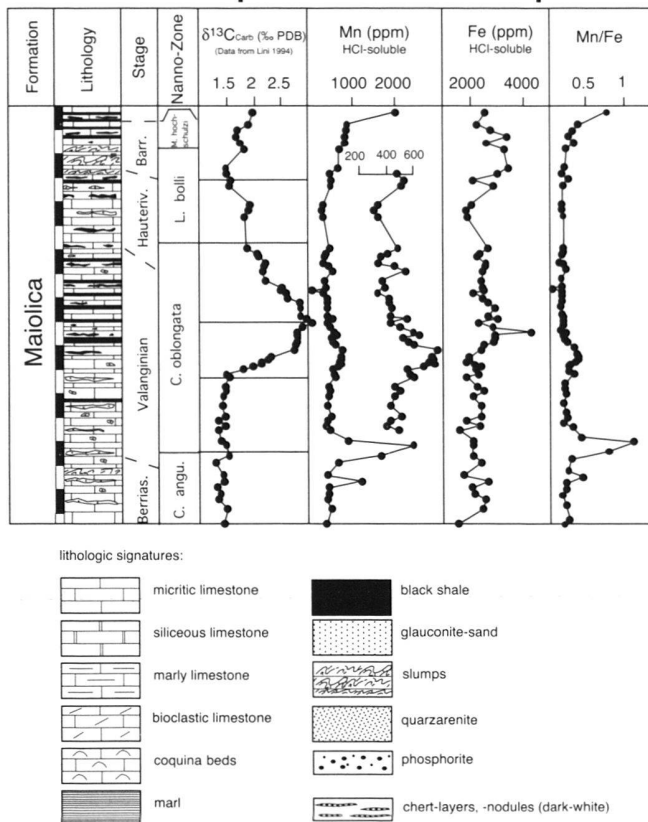 Formation
Lithology
Stage
Nanno-Zone
δ13CCarb (‰ PDB)
(Data from Lini 1994)
1.5 2 2.5
Mn (ppm)
HCl-soluble
1000 2000
Fe (ppm)
HCl-soluble
2000 4000
Mn/Fe
0.5 1
Maiolica
Barr.
Hauteriv.
Valanginian
Berrias.
M. hoch-
schulzi
L. bolli
C. oblongata
C. angu.
200 400 600
lithologic signatures:
micritic limestone
siliceous limestone
marly limestone
bioclastic limestone
coquina beds
marl
black shale
glauconite-sand
slumps
quarzarenite
phosphorite
chert-layers, -nodules (dark-white)